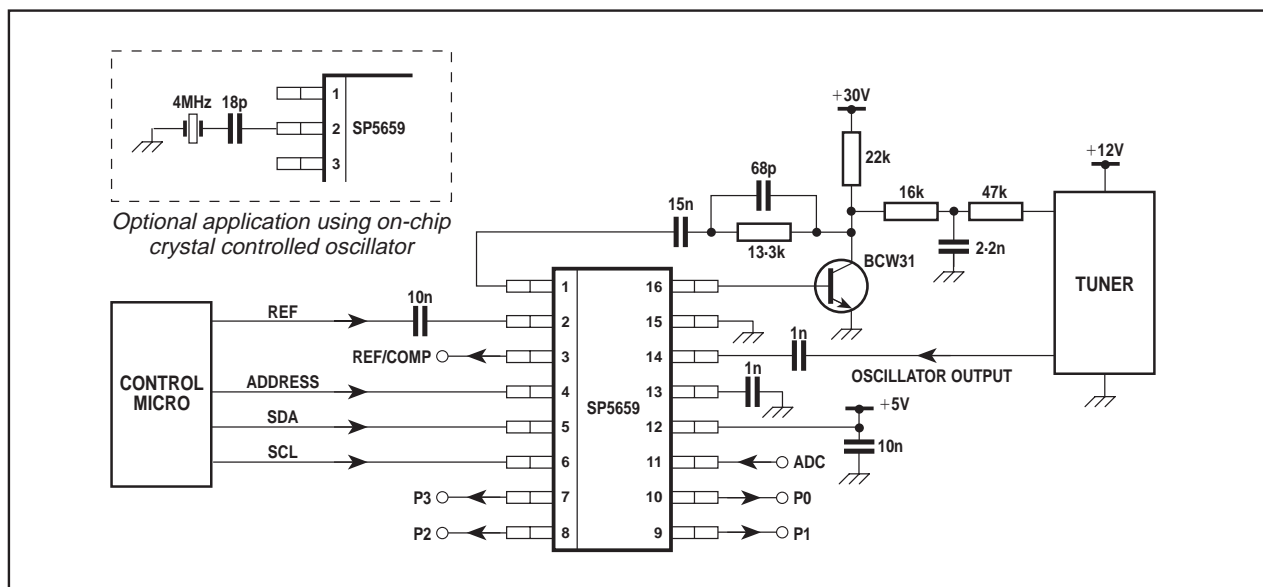 4MHz
18p
1
2
3
SP5659
Optional application using on-chip
crystal controlled oscillator
+30V
22k
68p
15n
13·3k
16k
47k
2·2n
BCW31
+12V
TUNER
CONTROL
MICRO
REF
10n
REF/COMP
ADDRESS
SDA
SCL
P3
P2
1
2
3
4
5
6
7
8
SP5659
16
15
14
13
12
11
10
9
1n
OSCILLATOR OUTPUT
1n
+5V
10n
ADC
P0
P1